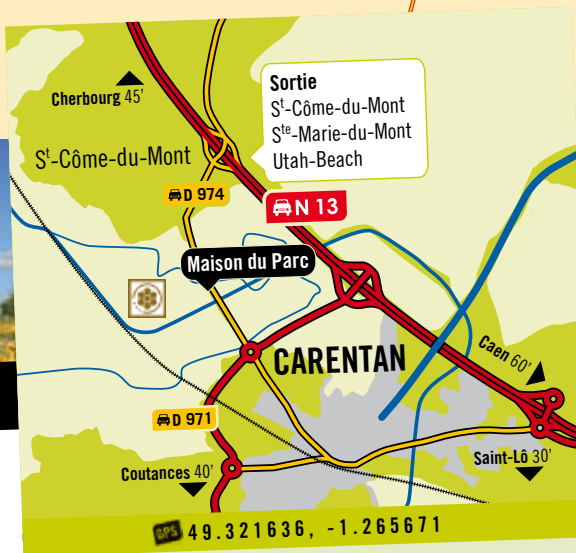 Cherbourg 45'
Sortie
St-Côme-du-Mont
Ste-Marie-du-Mont
Utah-Beach
St-Côme-du-Mont
D 974
N 13
Maison du Parc
CARENTAN
Caen 60'
D 971
Coutances 40'
Saint-Lô 30'
GPS 49.321636, -1.265671